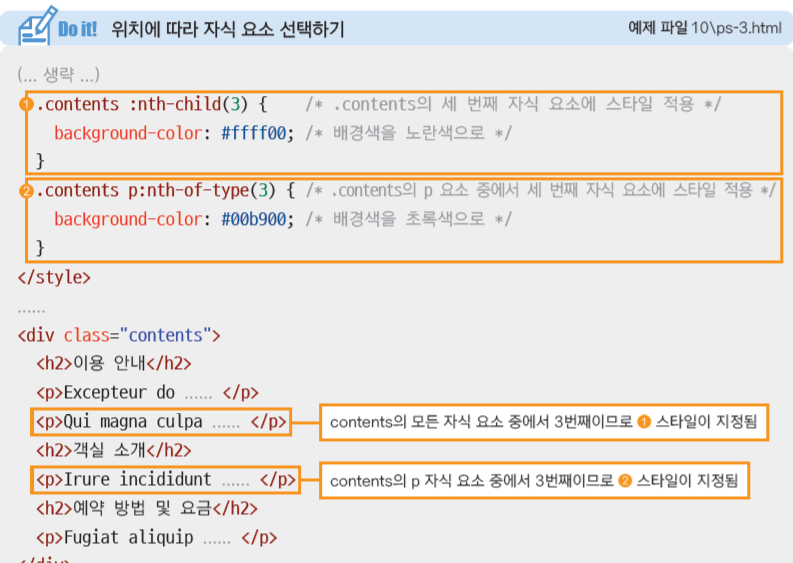 Do it! 위치에 따라 자식 요소 선택하기 예제 파일 10\ps-3.html
(... 생략 ...)
❶ .contents :nth-child(3) { /* .contents의 세 번째 자식 요소에 스타일 적용 */
background-color: #ffff00; /* 배경색을 노란색으로 */
}
❷ .contents p:nth-of-type(3) { /* .contents의 p 요소 중에서 세 번째 자식 요소에 스타일 적용 */
background-color: #00b900; /* 배경색을 초록색으로 */
}
</style>
......
<div class="contents">
<h2>이용 안내</h2>
<p>Excepteur do ...... </p>
<p>Qui magna culpa ...... </p> contents의 모든 자식 요소 중에서 3번째이므로 ❶ 스타일이 지정됨
<h2>객실 소개</h2>
<p>Irure incididunt ...... </p> contents의 p 자식 요소 중에서 3번째이므로 ❷ 스타일이 지정됨
<h2>예약 방법 및 요금</h2>
<p>Fugiat aliquip ...... </p>
</div>